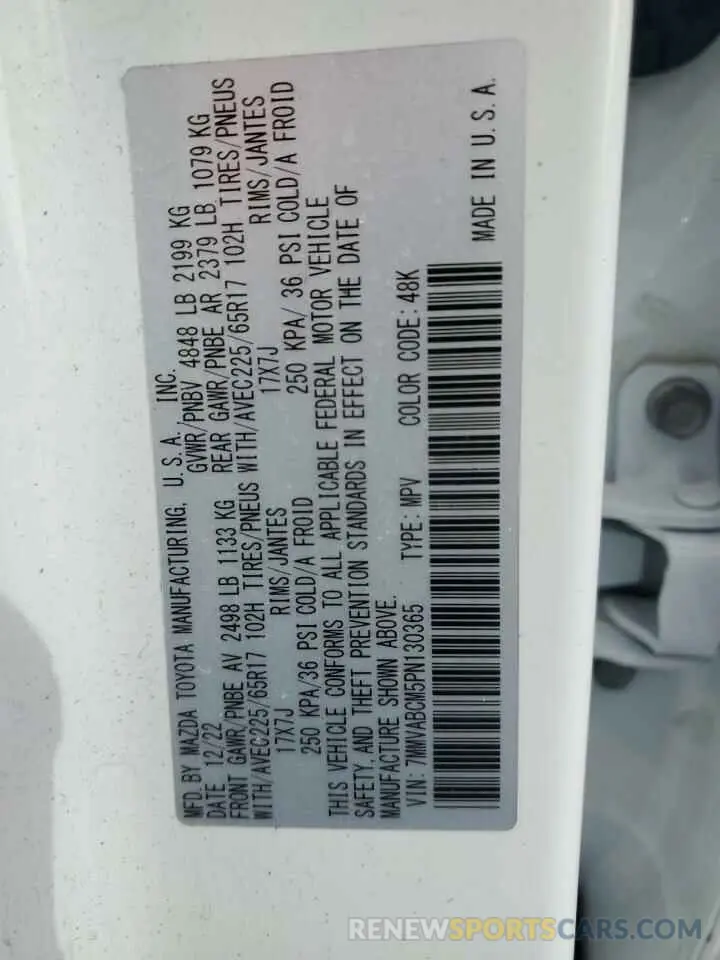 MFD. BY MAZDA TOYOTA MANUFACTURING, U.S.A. INC.
DATE 12/22 GVWR/PNBV 4848 LB 2199 KG
FRONT GAWR/PNBE AV 2498 LB 1133 KG REAR GAWR/PNBE AR 2379 LB 1079 KG
WITH/AVEC225/65R17 102H TIRES/PNEUS WITH/AVEC225/65R17 102H TIRES/PNEUS
17X7J RIMS/JANTES 17X7J RIMS/JANTES
250 KPA/36 PSI COLD/A FROID 250 KPA/ 36 PSI COLD/A FROID
THIS VEHICLE CONFORMS TO ALL APPLICABLE FEDERAL MOTOR VEHICLE
SAFETY, AND THEFT PREVENTION STANDARDS IN EFFECT ON THE DATE OF
MANUFACTURE SHOWN ABOVE.
VIN: 7MMVABCM5PN130365 TYPE: MPV COLOR CODE: 48K
MADE IN U.S.A.
RENEWSPORTSCARS.COM